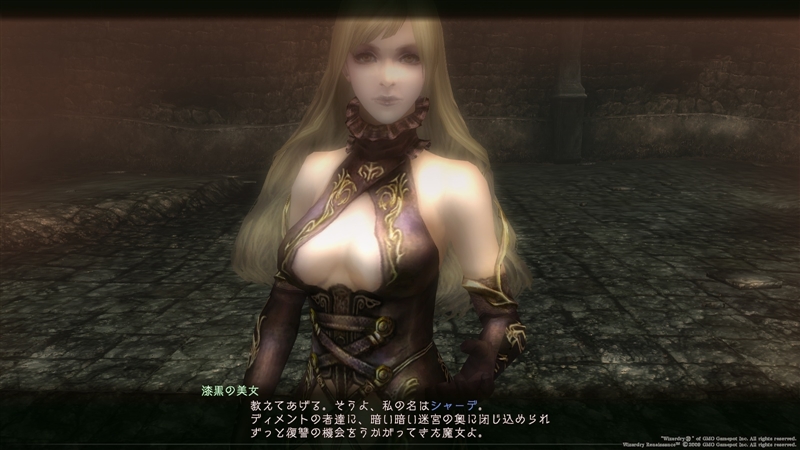 漆黒の美女
教えてあげる。そうよ、私の名はシャーデ。
ディメントの者達に、暗い暗い迷宮の奥に閉じ込められ
ずっと復讐の機会をうかがってきた魔女よ。
"Wizardry®" of GMO Gamepot Inc. All rights reserved.
Wizardry Renaissance™ © 2009 GMO Gamepot Inc. All rights reserved.